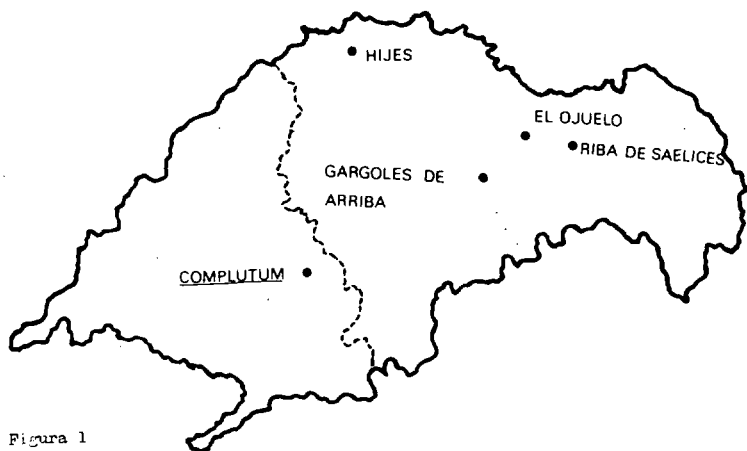 HIJES
EL OJUELO
RIBA DE SAELICES
GARGOLES DE
ARRIBA
COMPLUTUM
Figura 1